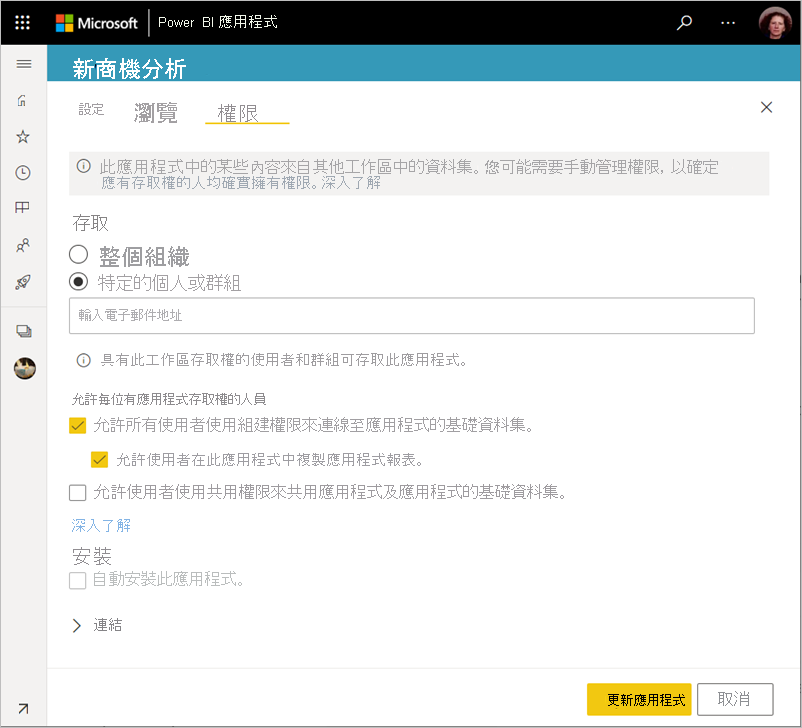 Microsoft Power BI 應用程式
新商機分析
設定 瀏覽 權限
此應用程式中的某些內容來自其他工作區中的資料集。您可能需要手動管理權限, 以確定
應有存取權的人均確實擁有權限。深入了解
存取
整個組織
特定的個人或群組
輸入電子郵件地址
具有此工作區存取權的使用者和群組可存取此應用程式。
允許每位有應用程式存取權的人員
允許所有使用者使用組建權限來連線至應用程式的基礎資料集。
允許使用者在此應用程式中複製應用程式報表。
允許使用者使用共用權限來共用應用程式及應用程式的基礎資料集。
深入了解
安裝
自動安裝此應用程式。
連結
更新應用程式 取消